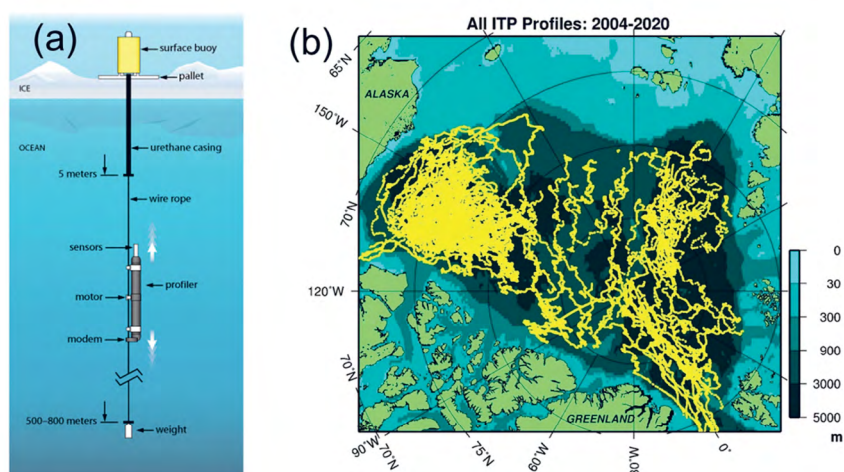 (a)
surface buoy
pallet
ICE
OCEAN
urethane casing
5 meters
wire rope
sensors
profiler
motor
modem
500–800 meters
weight
(b)
All ITP Profiles: 2004-2020
65°N
ALASKA
150°W
70°N
120°W
70°N
GREENLAND
90°W
70°N
75°N
60°W
30°W
0°
0
30
300
900
3000
5000
m